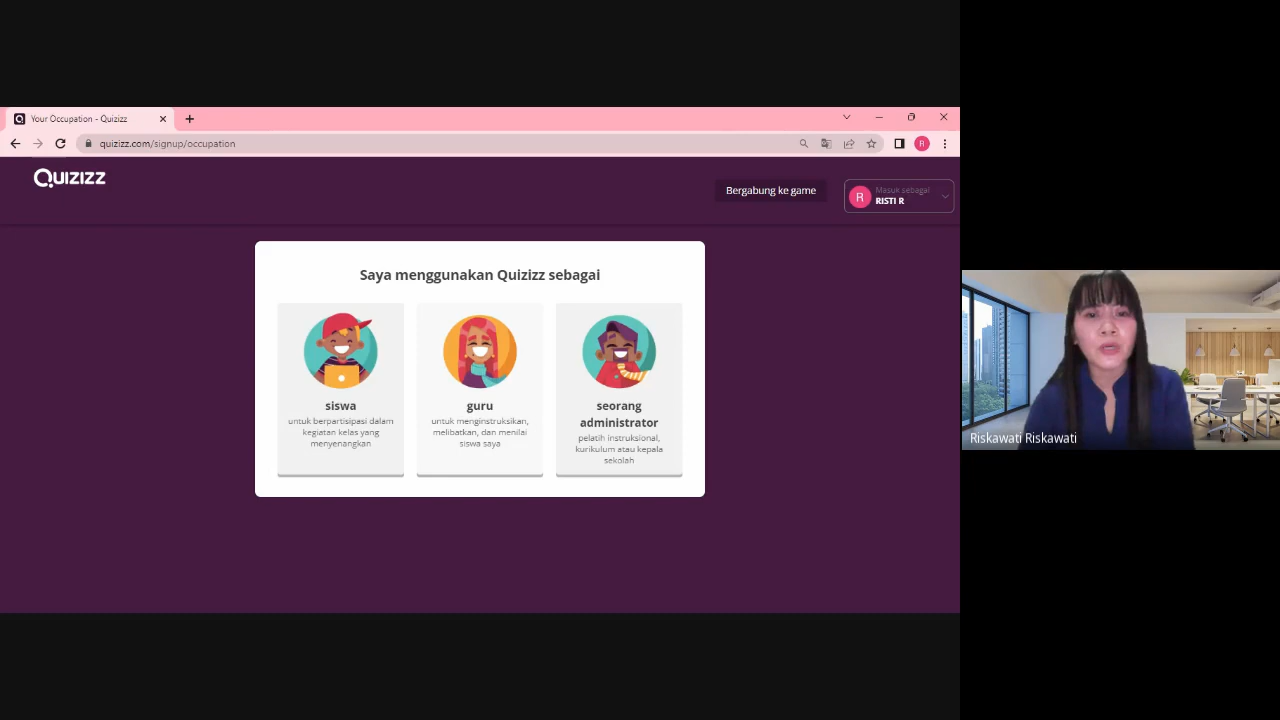 Your Occupation - Quizizz
quizizz.com/signup/occupation
R
QUIZIZZ
Bergabung ke game
R
Masuk sebagai
RISTI R
Saya menggunakan Quizizz sebagai
siswa
untuk berpartisipasi dalam
kegiatan kelas yang
menyenangkan
guru
untuk menginstruksikan,
melibatkan, dan menilai
siswa saya
seorang
administrator
pelatih instruksional,
kurikulum atau kepala
sekolah
Riskawati Riskawati